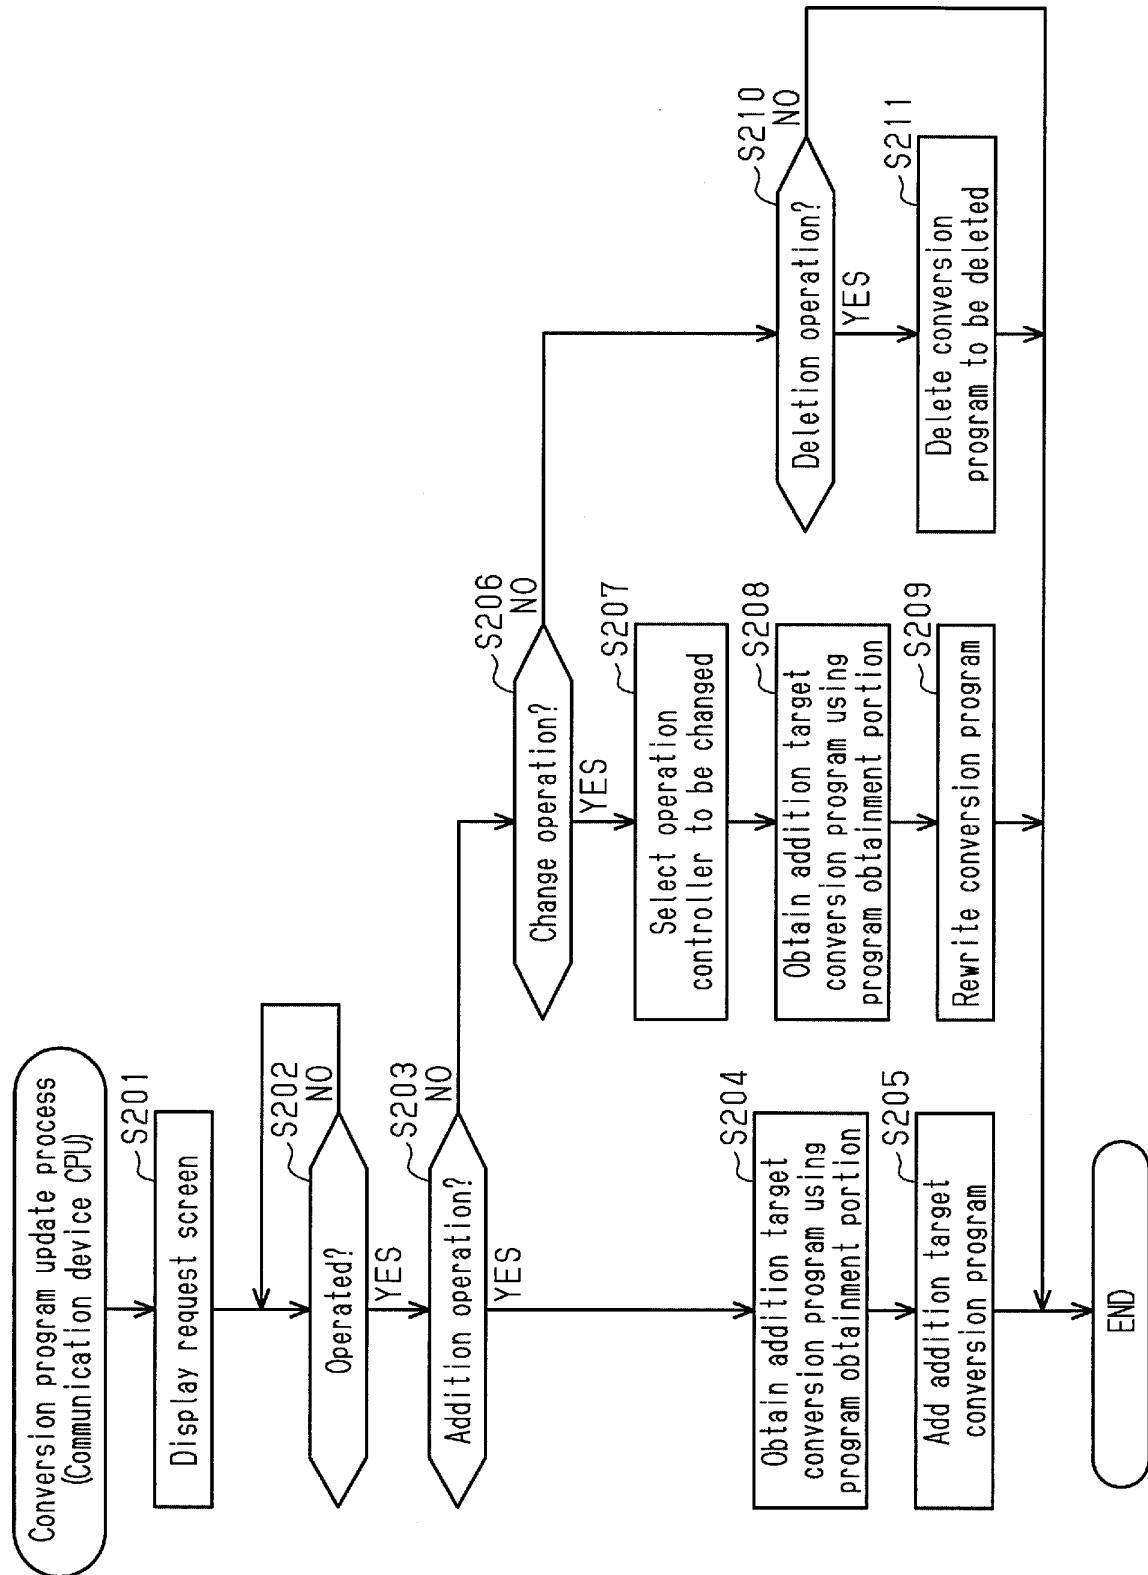 Conversion program update process
(Communication device CPU)
S201
Display request screen
S202
Operated?
NO
YES
S203
Addition operation?
NO
YES
S204
Obtain addition target
conversion program using
program obtainment portion
S205
Add addition target
conversion program
S206
Change operation?
NO
YES
S207
Select operation
controller to be changed
S208
Obtain addition target
conversion program using
program obtainment portion
S209
Rewrite conversion program
S210
Deletion operation?
NO
YES
S211
Delete conversion
program to be deleted
END